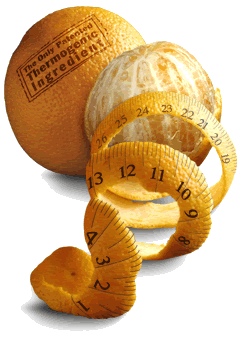 The Only Patented
Thermogenic
Ingredient
26 25 24 23 22 21 20 19
13 12 11 10 9 8
4 3 2